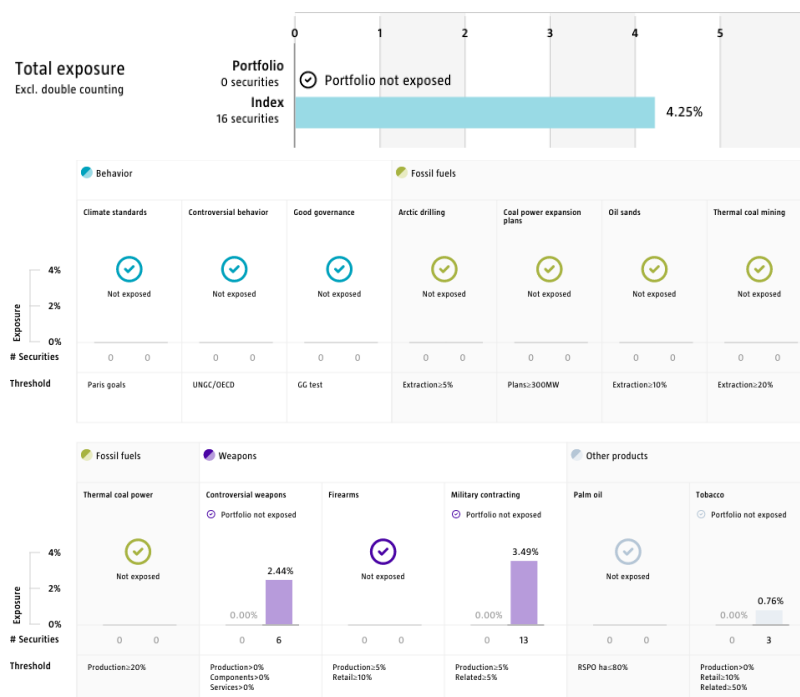 0 1 2 3 4 5
Total exposure
Excl. double counting
Portfolio
0 securities
Portfolio not exposed
Index
16 securities
4.25%
Behavior Fossil fuels
Climate standards Controversial behavior Good governance Arctic drilling Coal power expansion plans Oil sands Thermal coal mining
Not exposed Not exposed Not exposed Not exposed Not exposed Not exposed Not exposed
Exposure
4%
2%
0%
# Securities 0 0 0 0 0 0 0 0 0 0 0 0 0 0
Threshold Paris goals UNGC/OECD GG test Extraction≥5% Plans≥300MW Extraction≥10% Extraction≥20%
Fossil fuels Weapons Other products
Thermal coal power Controversial weapons Firearms Military contracting Palm oil Tobacco
Portfolio not exposed Portfolio not exposed Portfolio not exposed
Not exposed Not exposed Not exposed
Exposure
4%
2%
0%
0.00% 2.44% 0.00% 3.49% 0.00% 0.76%
# Securities 0 0 0 6 0 0 0 13 0 0 0 3
Threshold Production≥20% Production>0% Production≥5% Production≥5% RSPO ha≤80% Production>0%
Components>0% Retail≥10% Related≥5% Retail≥10%
Services>0% Related≥50%